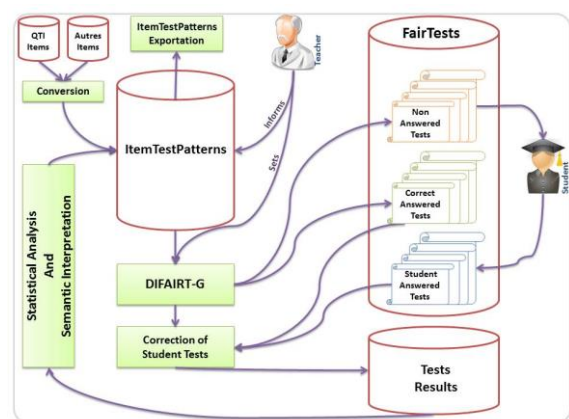 QTI
Items
Autres
Items
Conversion
ItemTestPatterns
Exportation
Teacher
FairTests
Informs
Sets
ItemTestPatterns
Non
Answered
Tests
Student
Correct
Answered
Tests
Statistical Analysis
And
Semantic Interpretation
DIFAIRT-G
Student
Answered
Tests
Correction of
Student Tests
Tests
Results